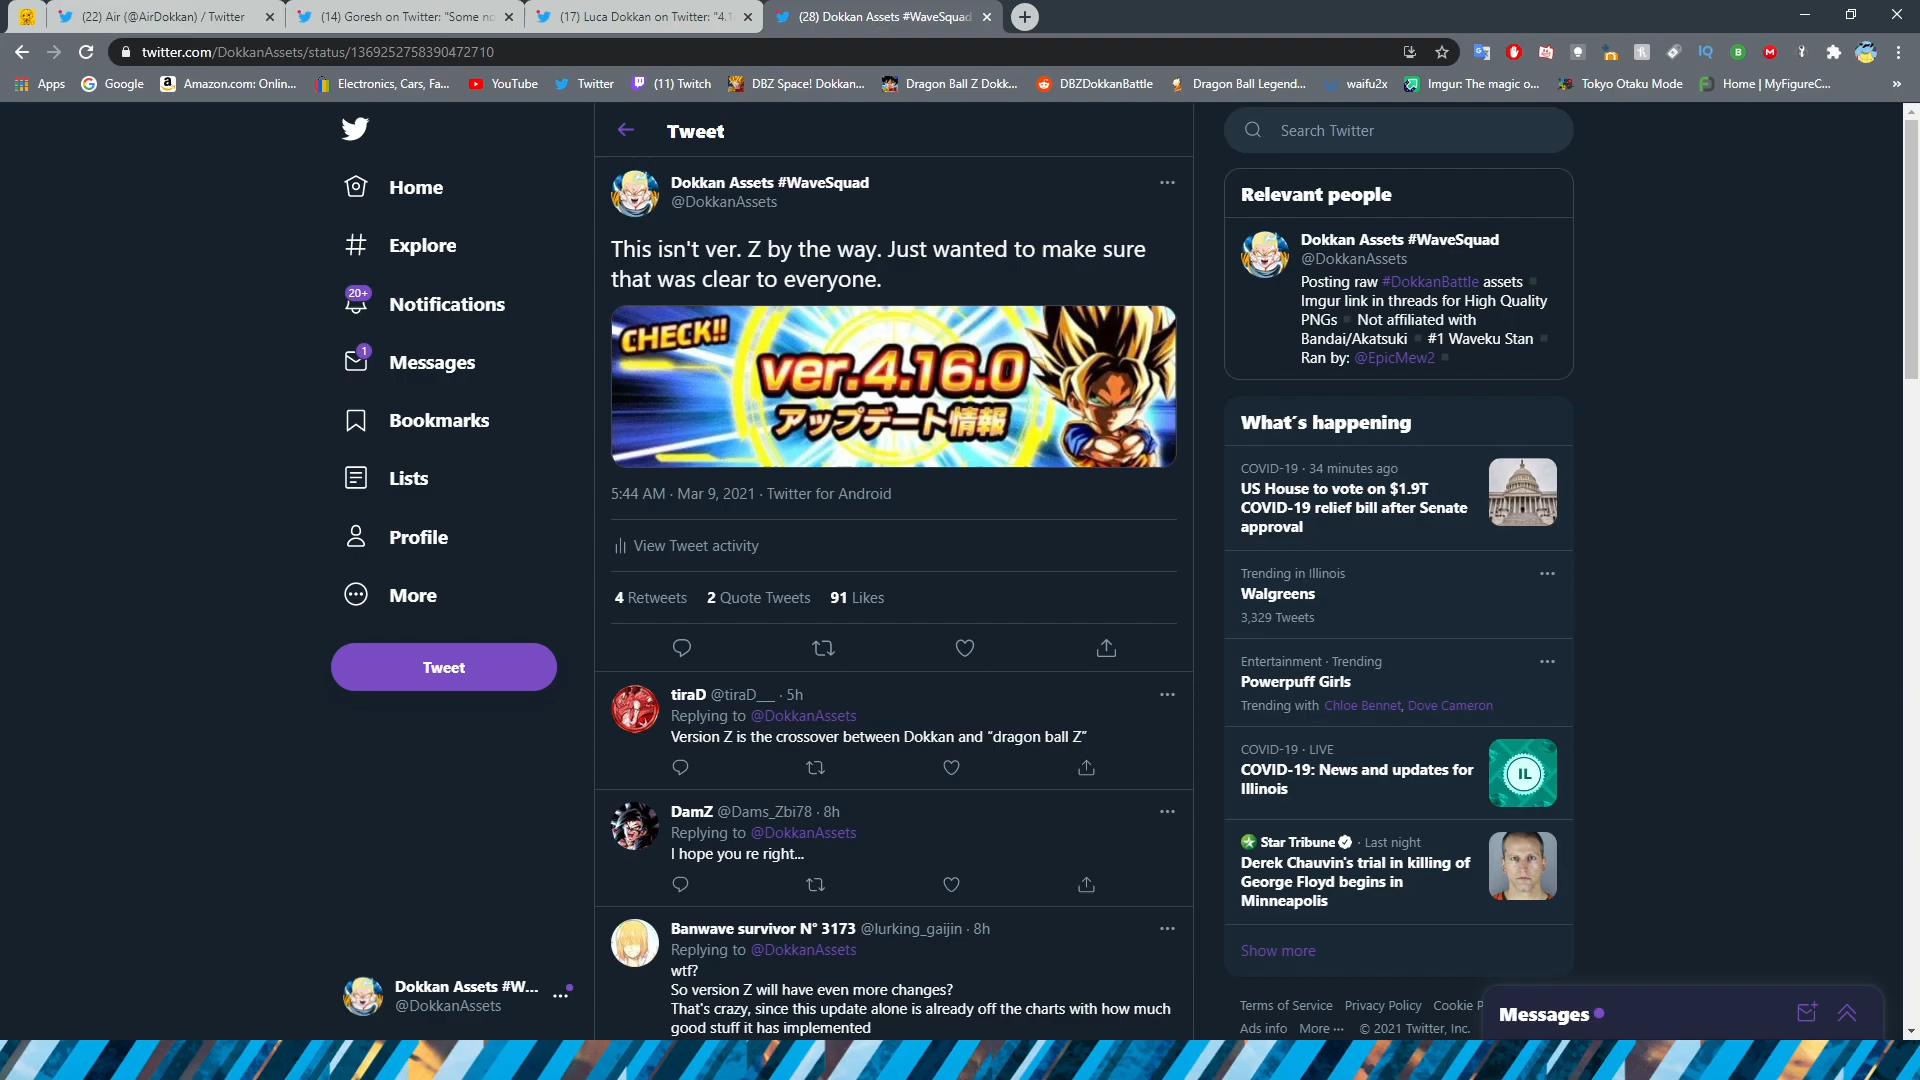 (22) Air (@AirDokkan) / Twitter
(14) Goresh on Twitter: "Some no
(17) Luca Dokkan on Twitter: "4.1
(28) Dokkan Assets #WaveSquad
twitter.com/DokkanAssets/status/1369252758390472710
Apps
Google
Amazon.com: Onlin...
Electronics, Cars, Fa...
YouTube
Twitter
(11) Twitch
DBZ Space! Dokkan...
Dragon Ball Z Dokk...
DBZDokkanBattle
Dragon Ball Legend...
waifu2x
Imgur: The magic o...
Tokyo Otaku Mode
Home | MyFigureC...
Home
Explore
20+
Notifications
1
Messages
Bookmarks
Lists
Profile
More
Tweet
Dokkan Assets #W...
@DokkanAssets
Tweet
Dokkan Assets #WaveSquad
@DokkanAssets
This isn't ver. Z by the way. Just wanted to make sure
that was clear to everyone.
CHECK!!
ver.4.16.0
アップデート情報
5:44 AM · Mar 9, 2021 · Twitter for Android
View Tweet activity
4 Retweets 2 Quote Tweets 91 Likes
tiraD @tiraD__ · 5h
Replying to @DokkanAssets
Version Z is the crossover between Dokkan and “dragon ball Z”
DamZ @Dams_Zbi78 · 8h
Replying to @DokkanAssets
I hope you re right...
Banwave survivor N° 3173 @lurking_gaijin · 8h
Replying to @DokkanAssets
wtf?
So version Z will have even more changes?
That's crazy, since this update alone is already off the charts with how much
good stuff it has implemented
Search Twitter
Relevant people
Dokkan Assets #WaveSquad
@DokkanAssets
Posting raw #DokkanBattle assets
Imgur link in threads for High Quality
PNGs Not affiliated with
Bandai/Akatsuki #1 Waveku Stan
Ran by: @EpicMew2
What's happening
COVID-19 · 34 minutes ago
US House to vote on $1.9T
COVID-19 relief bill after Senate
approval
Trending in Illinois
Walgreens
3,329 Tweets
Entertainment · Trending
Powerpuff Girls
Trending with Chloe Bennet, Dove Cameron
COVID-19 · LIVE
COVID-19: News and updates for
Illinois
IL
Star Tribune · Last night
Derek Chauvin's trial in killing of
George Floyd begins in
Minneapolis
Show more
Terms of Service Privacy Policy Cookie P
Ads info More ··· © 2021 Twitter, Inc.
Messages